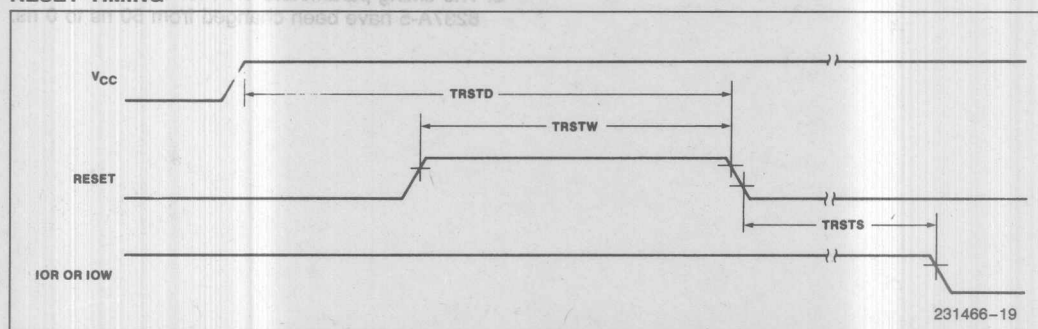 RESET TIMING
8237A-5 have been changed from 50 ns to 0 ns.
VCC
TRSTD
TRSTW
RESET
TRSTS
IOR OR IOW
231466–19